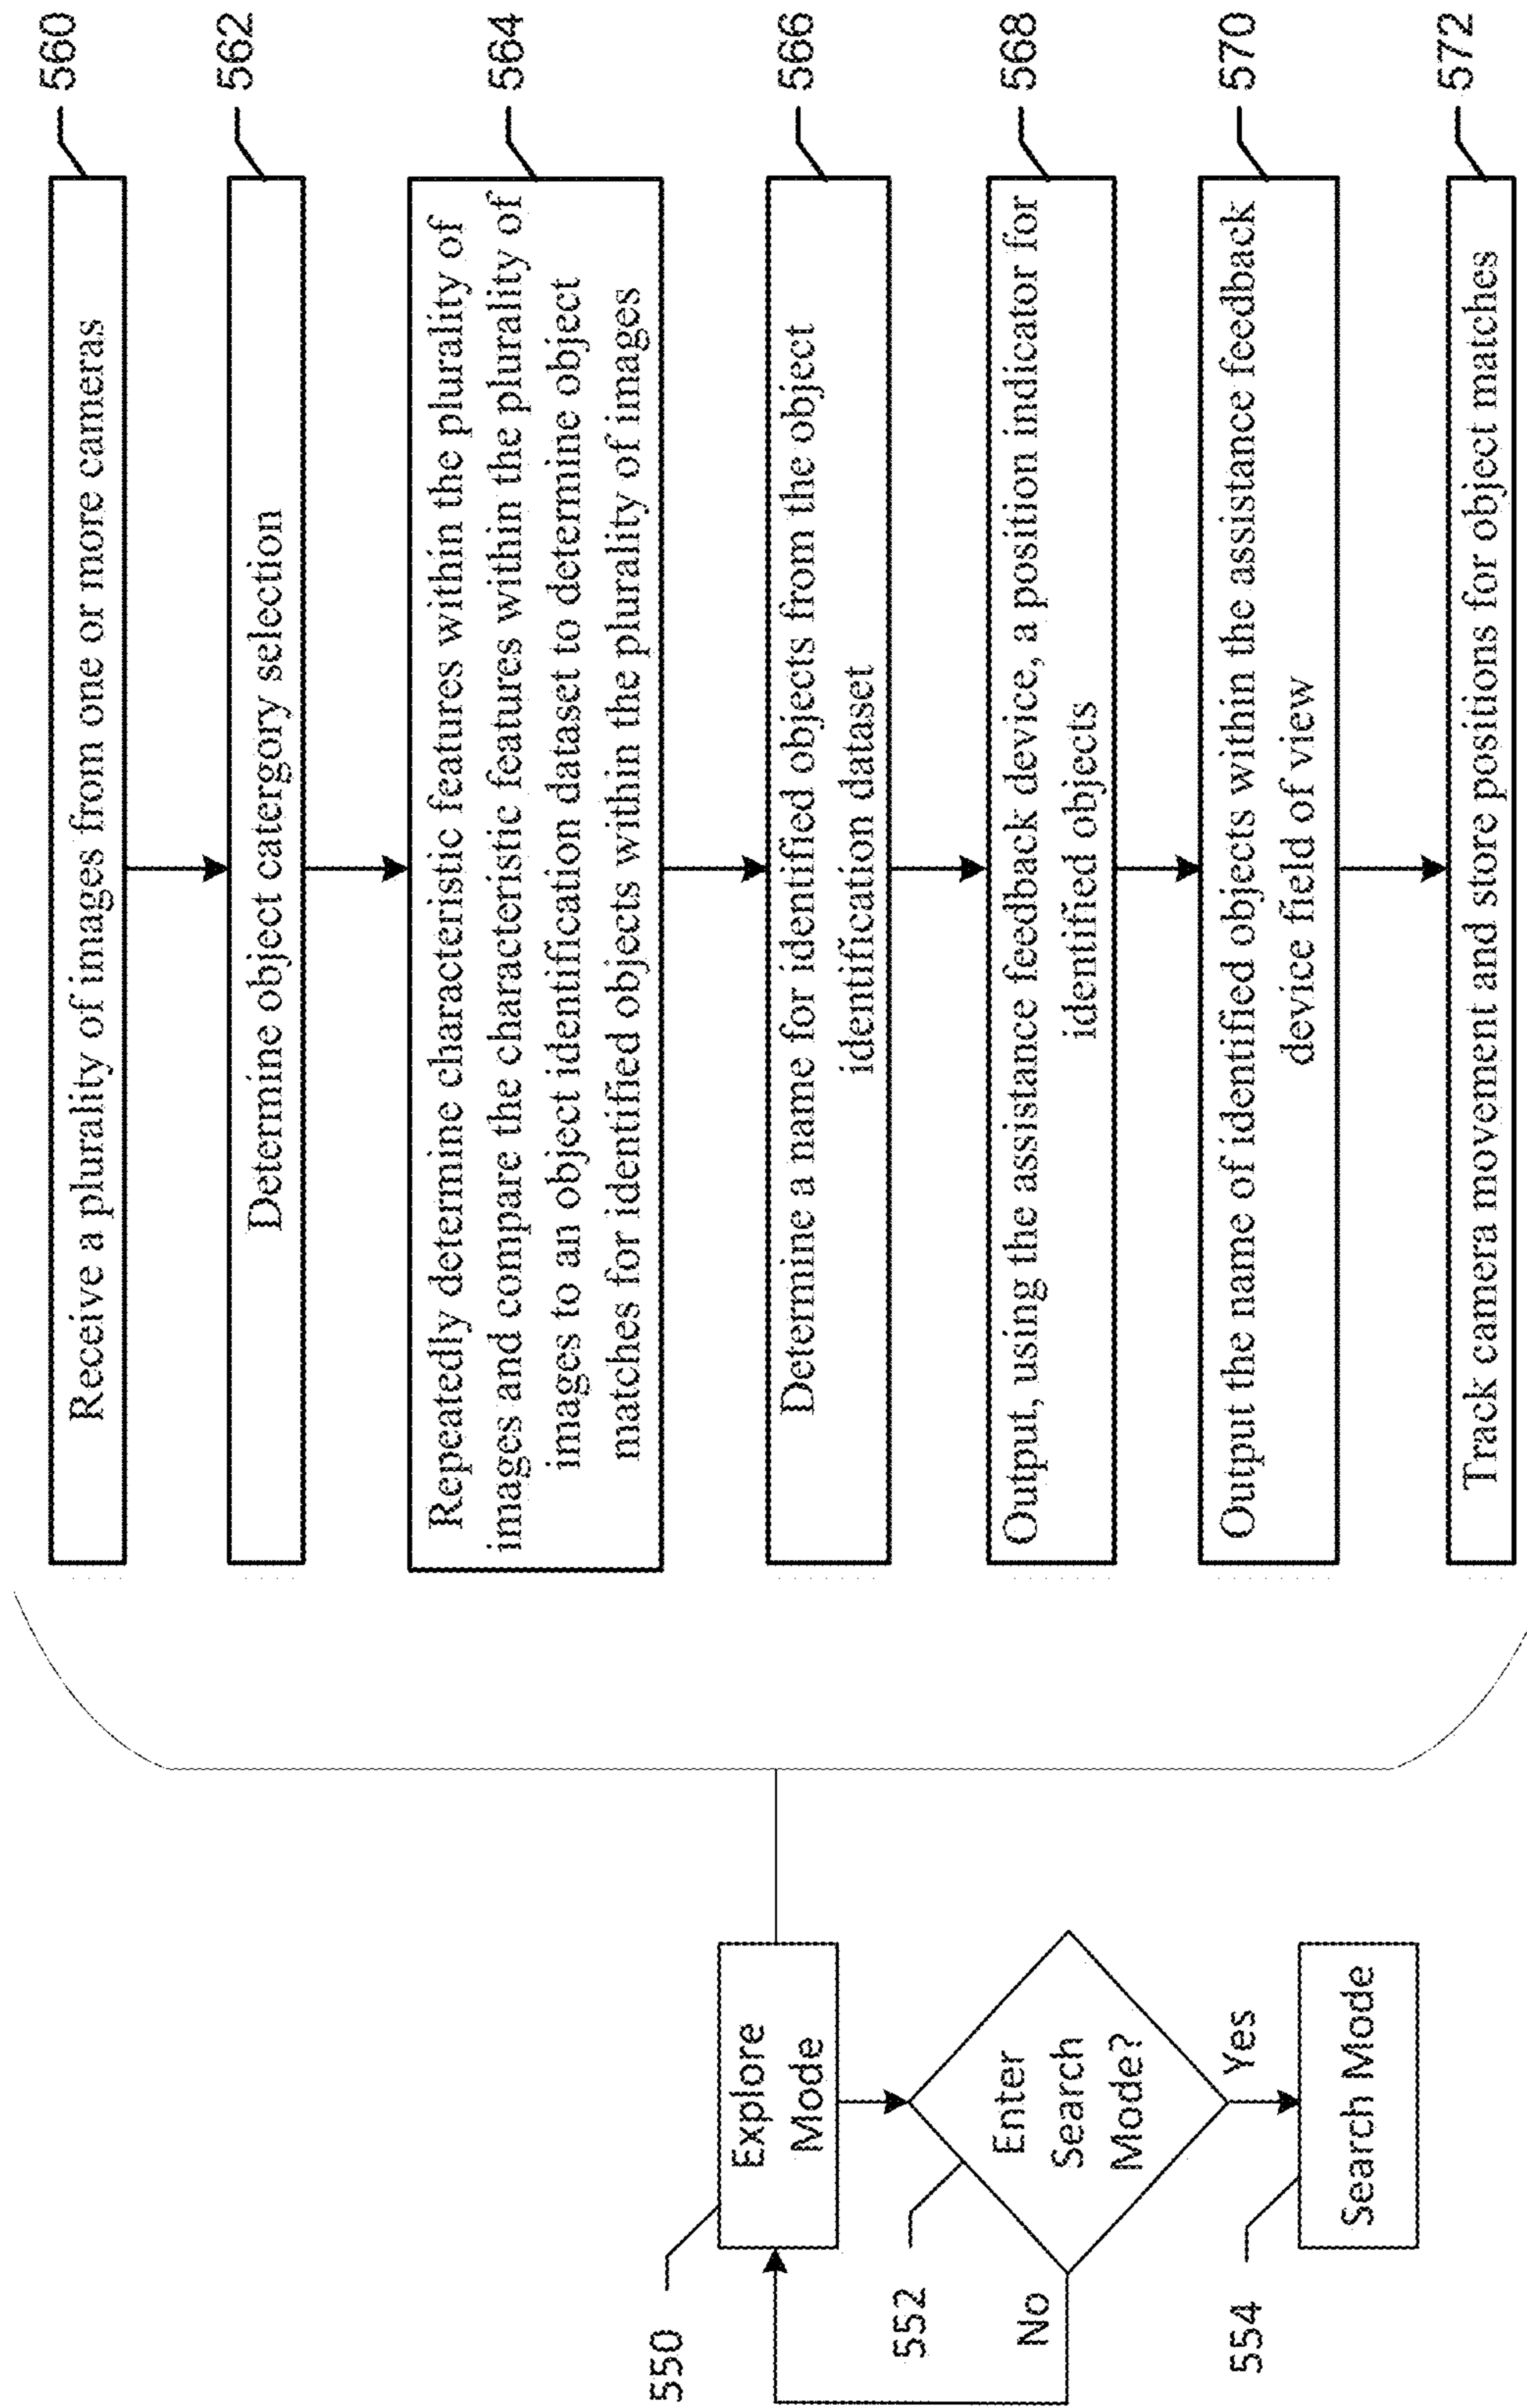 550
Explore
Mode
552
Enter
Search
Mode?
No
Yes
554
Search Mode
560
Receive a plurality of images from one or more cameras
562
Determine object catergory selection
564
Repeatedly determine characteristic features within the plurality of
images and compare the characteristic features within the plurality of
images to an object identification dataset to determine object
matches for identified objects within the plurality of images
566
Determine a name for identified objects from the object
identification dataset
568
Output, using the assistance feedback device, a position indicator for
identified objects
570
Output the name of identified objects within the assistance feedback
device field of view
572
Track camera movement and store positions for object matches